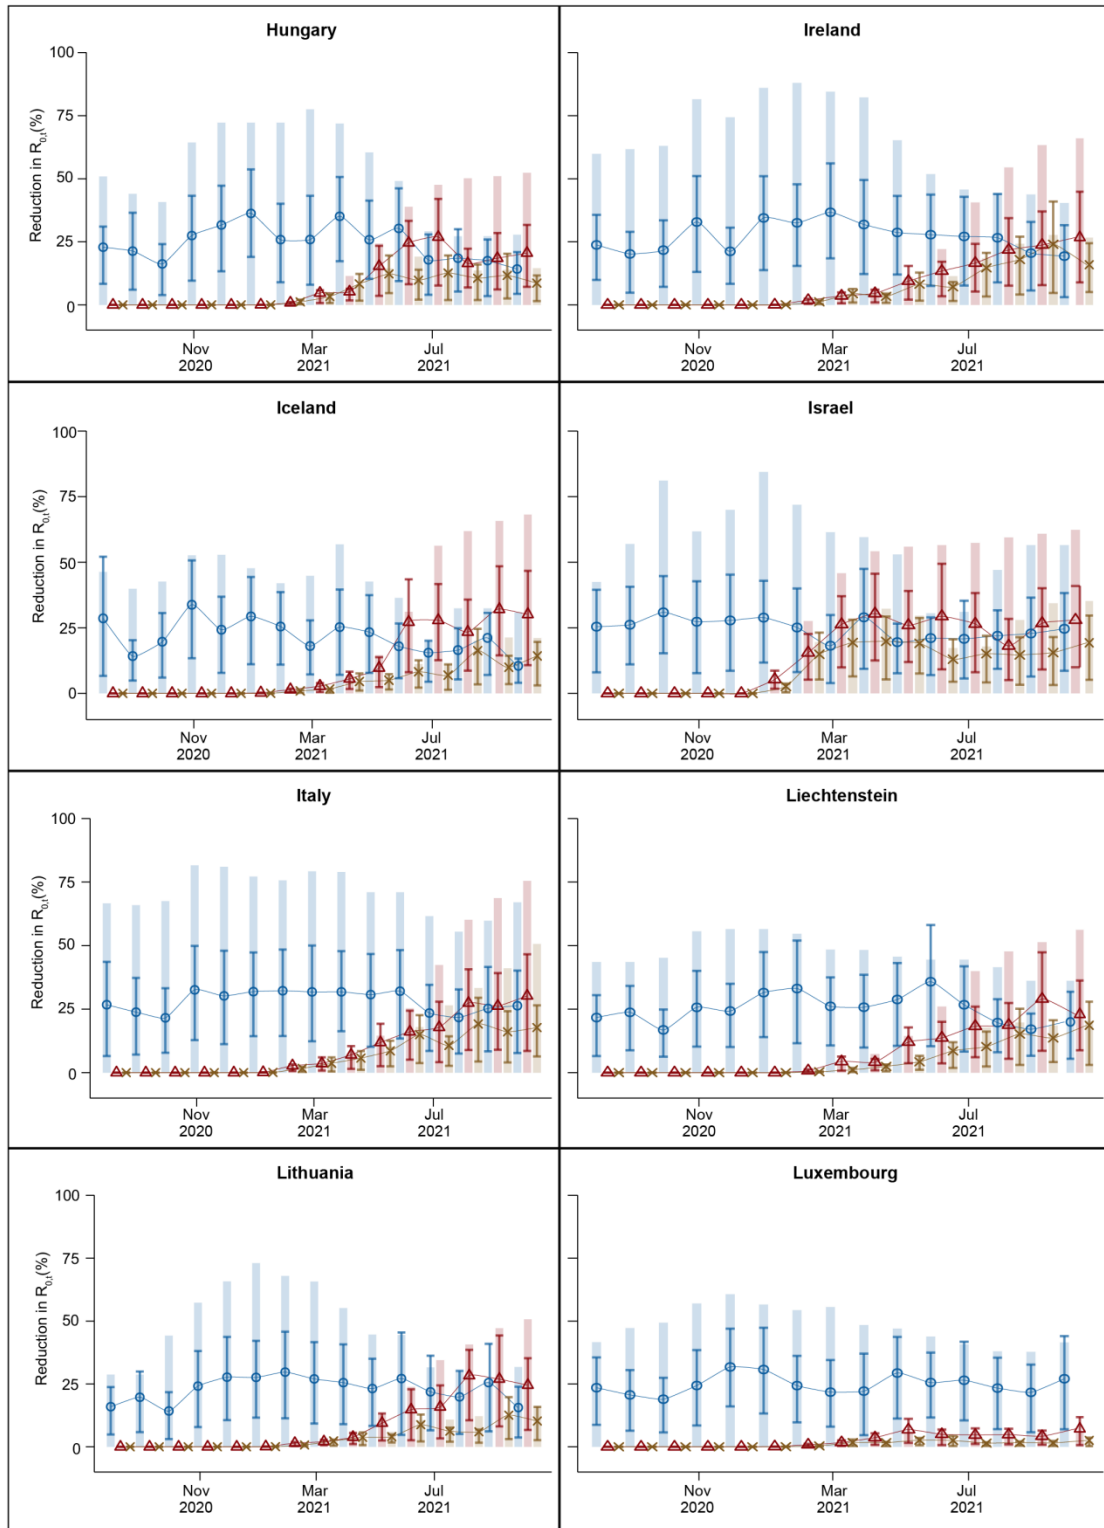 Hungary
Reduction in R0,t(%)
100
75
50
25
0
Nov
2020
Mar
2021
Jul
2021
Ireland
Nov
2020
Mar
2021
Jul
2021
Iceland
Reduction in R0,t(%)
100
75
50
25
0
Nov
2020
Mar
2021
Jul
2021
Israel
Nov
2020
Mar
2021
Jul
2021
Italy
Reduction in R0,t(%)
100
75
50
25
0
Nov
2020
Mar
2021
Jul
2021
Liechtenstein
Nov
2020
Mar
2021
Jul
2021
Lithuania
Reduction in R0,t(%)
100
75
50
25
0
Nov
2020
Mar
2021
Jul
2021
Luxembourg
Nov
2020
Mar
2021
Jul
2021